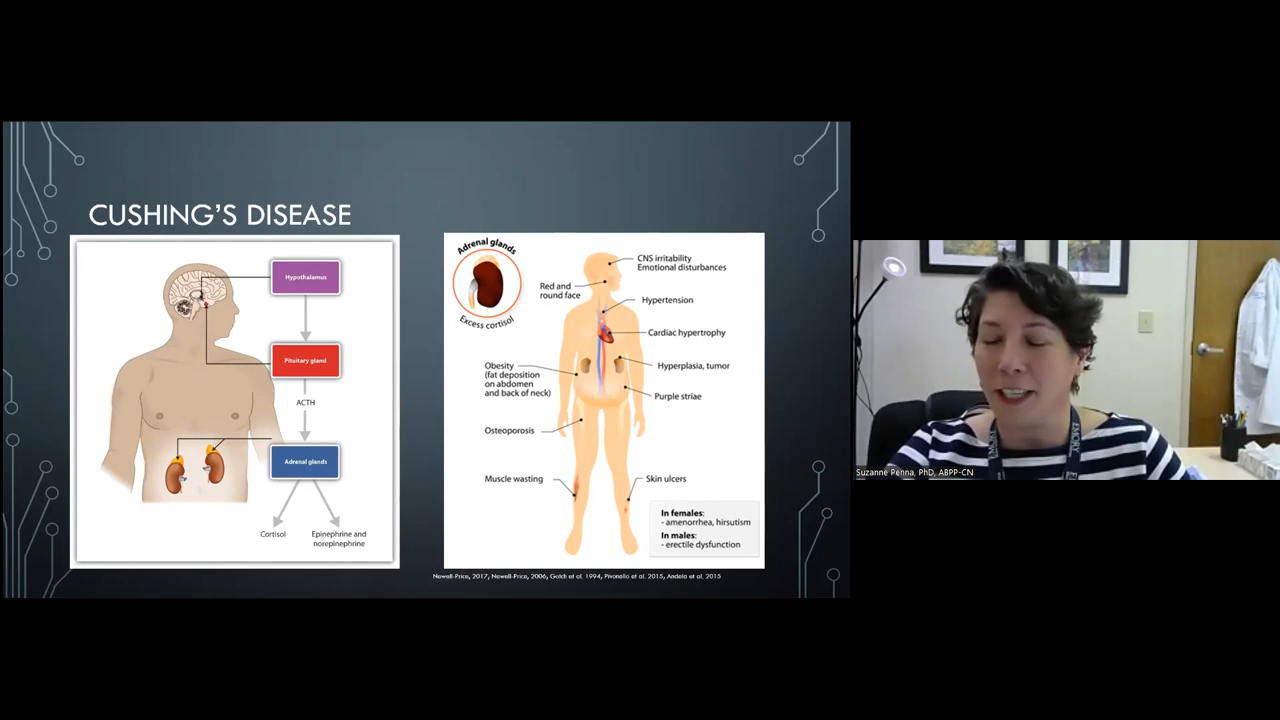 CUSHING'S DISEASE
Hypothalamus
Pituitary gland
ACTH
Adrenal glands
Cortisol
Epinephrine and
norepinephrine
Adrenal glands
Excess cortisol
CNS irritability
Emotional disturbances
Red and
round face
Hypertension
Cardiac hypertrophy
Obesity
(fat deposition
on abdomen
and back of neck)
Hyperplasia, tumor
Purple striae
Osteoporosis
Muscle wasting
Skin ulcers
In females:
- amenorrhea, hirsutism
In males:
- erectile dysfunction
Newell-Price, 2017, Newell-Price, 2006, Gotch et al. 1994, Pivonello et al. 2015, Andela et al. 2015
EMORY
Suzanne Penna, PhD, ABPP-CN